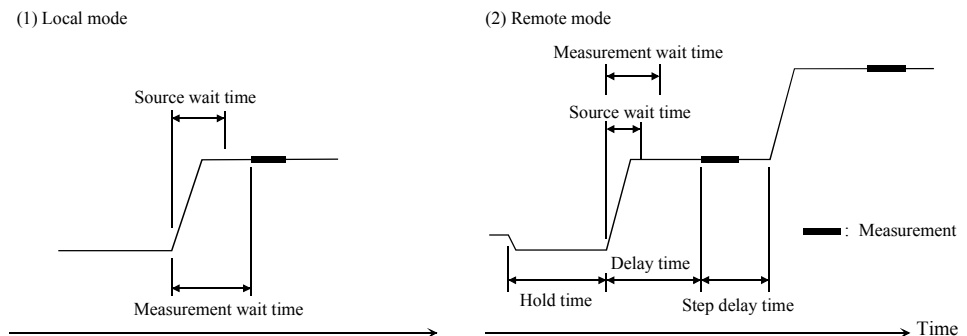 (1) Local mode
Source wait time
Measurement wait time
(2) Remote mode
Measurement wait time
Source wait time
: Measurement
Delay time
Hold time
Step delay time
Time